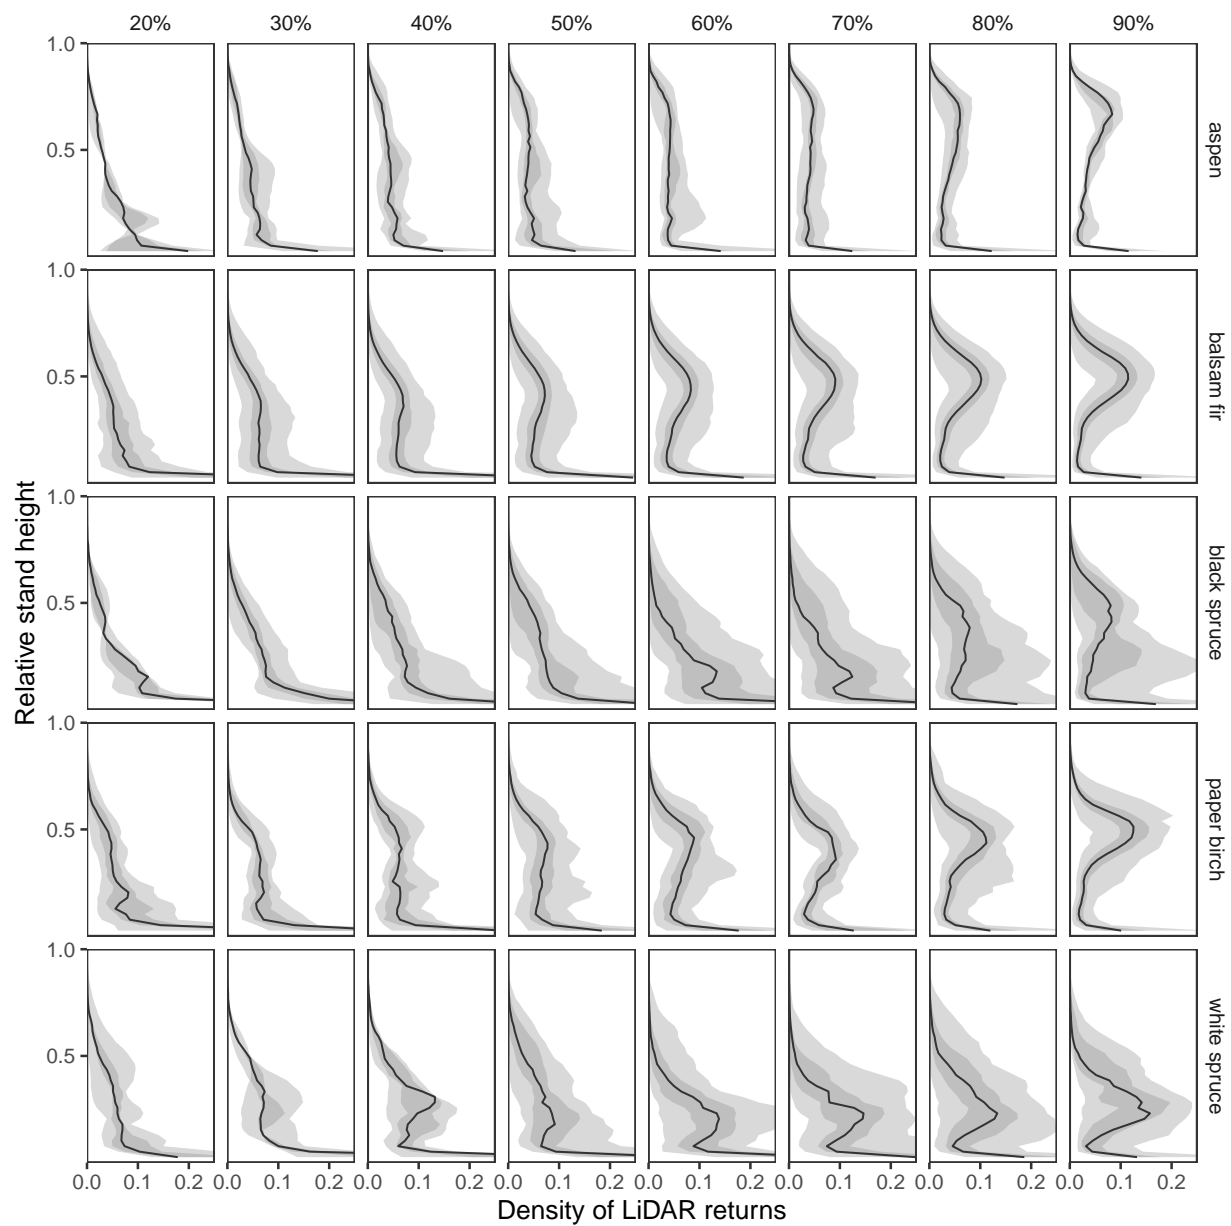 20% 30% 40% 50% 60% 70% 80% 90%
1.0
0.5
aspen
1.0
0.5
balsam fir
1.0
0.5
black spruce
Relative stand height
1.0
0.5
paper birch
1.0
0.5
white spruce
0.0 0.1 0.2 0.0 0.1 0.2 0.0 0.1 0.2 0.0 0.1 0.2 0.0 0.1 0.2 0.0 0.1 0.2 0.0 0.1 0.2 0.0 0.1 0.2
Density of LiDAR returns